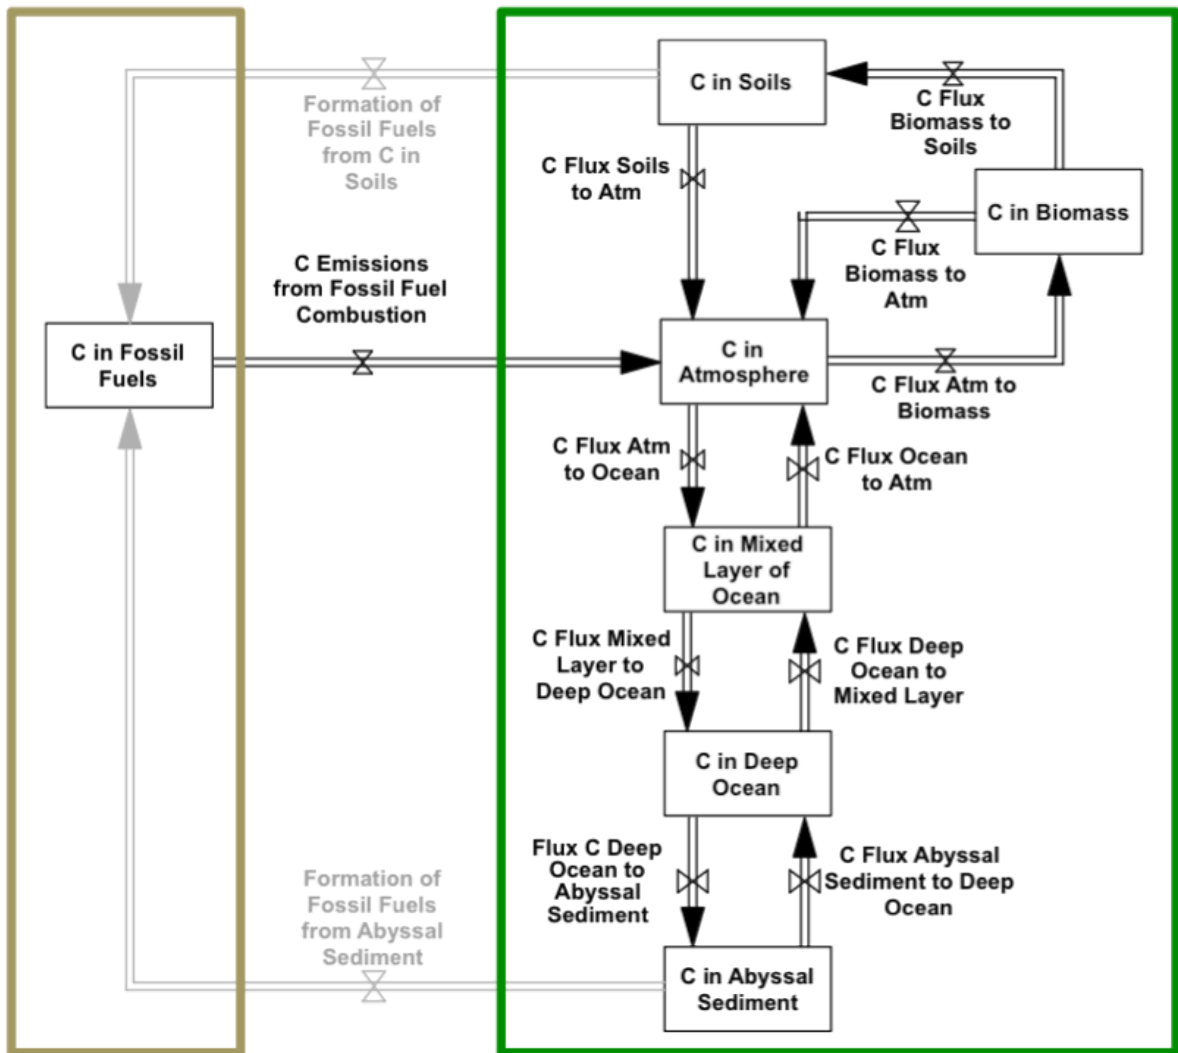 C in Soils
C Flux
Biomass to
Soils
Formation of
Fossil Fuels
from C in
Soils
C Flux Soils
to Atm
C in Biomass
C Flux
Biomass to
Atm
C Emissions
from Fossil Fuel
Combustion
C in Fossil
Fuels
C in
Atmosphere
C Flux Atm to
Biomass
C Flux Atm
to Ocean
C Flux Ocean
to Atm
C in Mixed
Layer of
Ocean
C Flux Mixed
Layer to
Deep Ocean
C Flux Deep
Ocean to
Mixed Layer
C in Deep
Ocean
Flux C Deep
Ocean to
Abyssal
Sediment
C Flux Abyssal
Sediment to Deep
Ocean
Formation of
Fossil Fuels
from Abyssal
Sediment
C in Abyssal
Sediment